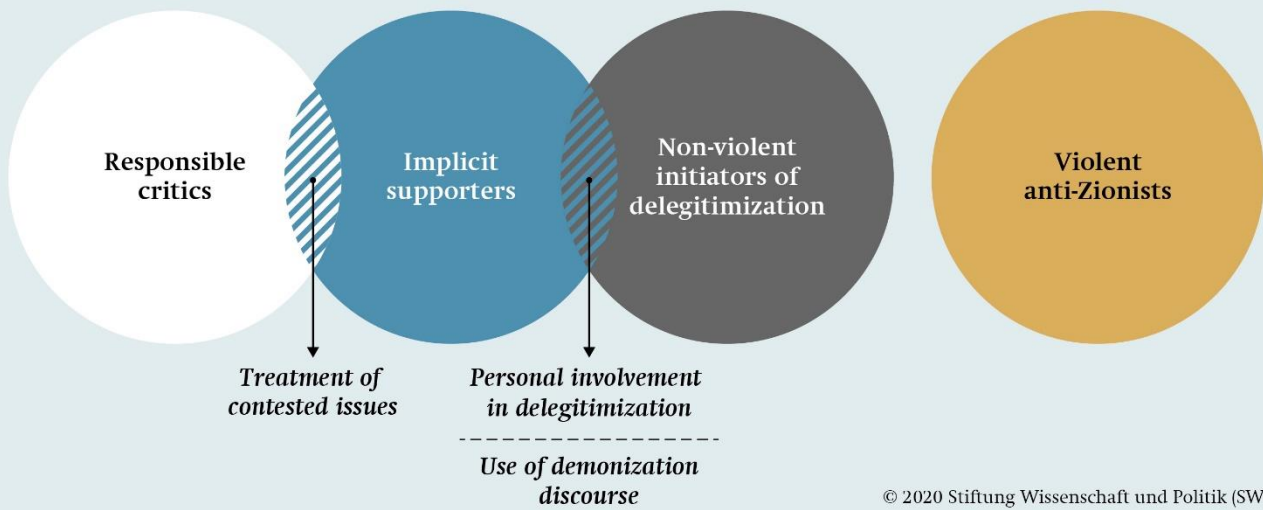 Responsible
critics
Implicit
supporters
Non-violent
initiators of
delegitimization
Violent
anti-Zionists
Treatment of
contested issues
Personal involvement
in delegitimization
Use of demonization
discourse
© 2020 Stiftung Wissenschaft und Politik (SW